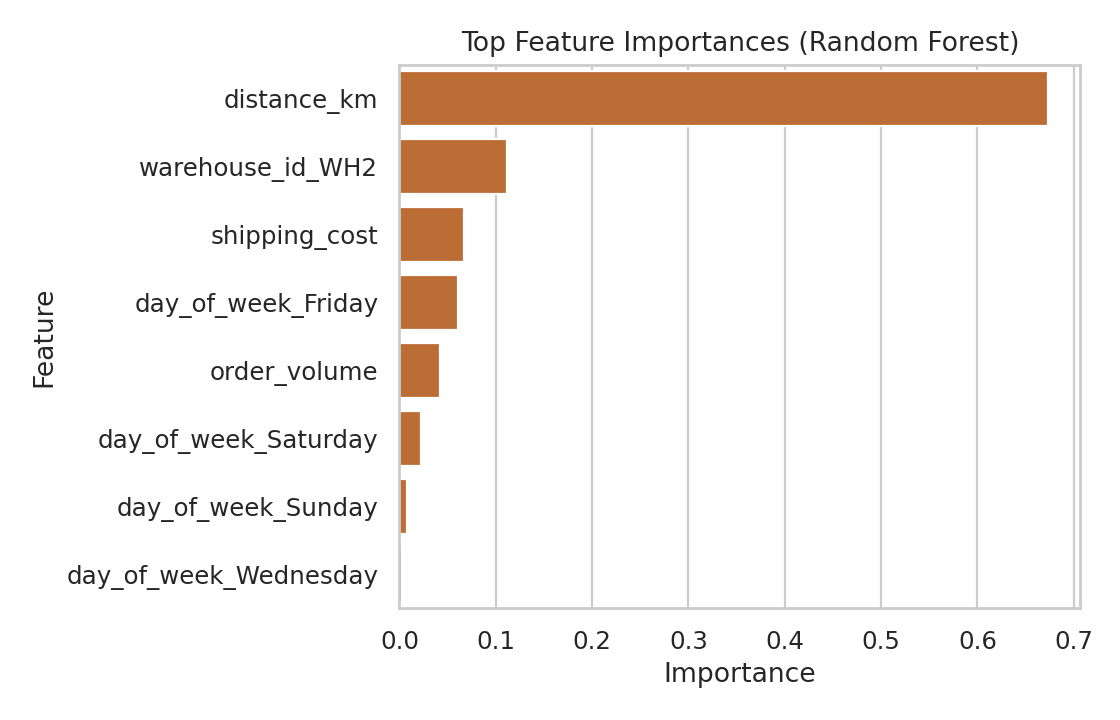 Top Feature Importances (Random Forest)
Feature
distance_km
warehouse_id_WH2
shipping_cost
day_of_week_Friday
order_volume
day_of_week_Saturday
day_of_week_Sunday
day_of_week_Wednesday
0.0 0.1 0.2 0.3 0.4 0.5 0.6 0.7
Importance